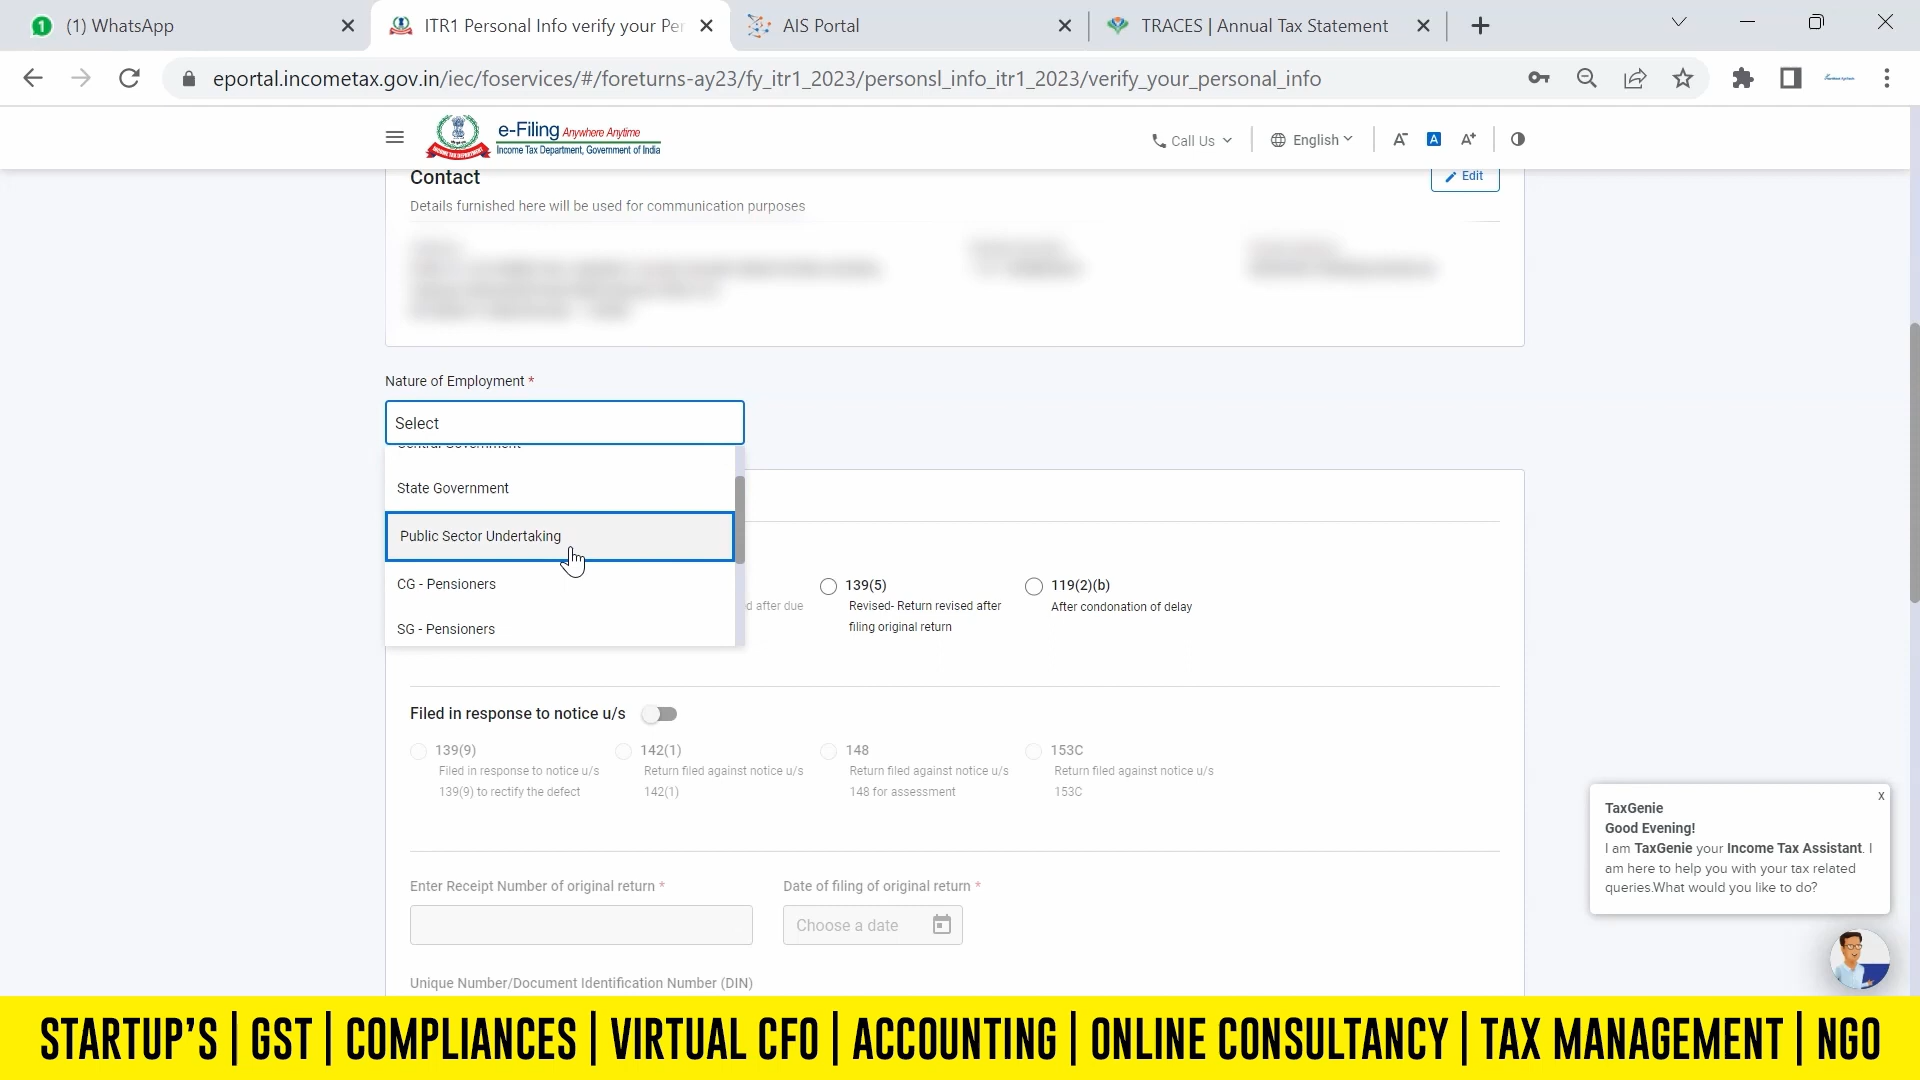 (1) WhatsApp
ITR1 Personal Info verify your Per
AIS Portal
TRACES | Annual Tax Statement
eportal.incometax.gov.in/iec/foservices/#/foreturns-ay23/fy_itr1_2023/personsl_info_itr1_2023/verify_your_personal_info
e-Filing Anywhere Anytime
Income Tax Department, Government of India
Call Us
English
A-
A
A+
Contact
Edit
Details furnished here will be used for communication purposes
Nature of Employment *
Select
Central Government
State Government
Public Sector Undertaking
CG - Pensioners
SG - Pensioners
d after due
139(5)
Revised- Return revised after
filing original return
119(2)(b)
After condonation of delay
Filed in response to notice u/s
139(9)
Filed in response to notice u/s
139(9) to rectify the defect
142(1)
Return filed against notice u/s
142(1)
148
Return filed against notice u/s
148 for assessment
153C
Return filed against notice u/s
153C
Enter Receipt Number of original return *
Date of filing of original return *
Choose a date
Unique Number/Document Identification Number (DIN)
x
TaxGenie
Good Evening!
I am TaxGenie your Income Tax Assistant. I
am here to help you with your tax related
queries.What would you like to do?
STARTUP'S | GST | COMPLIANCES | VIRTUAL CFO | ACCOUNTING | ONLINE CONSULTANCY | TAX MANAGEMENT | NGO